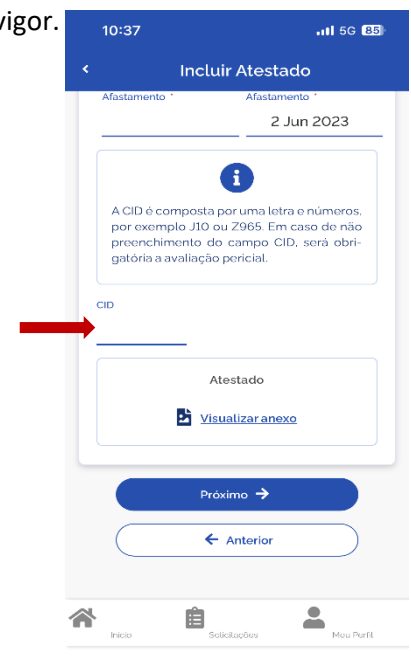 vigor.
10:37
5G 85
Incluir Atestado
Afastamento * Afastamento *
2 Jun 2023
A CID é composta por uma letra e números,
por exemplo J10 ou Z965. Em caso de não
preenchimento do campo CID, será obri-
gatória a avaliação pericial.
CID
Atestado
Visualizar anexo
Próximo →
← Anterior
Início Solicitações Meu Perfil